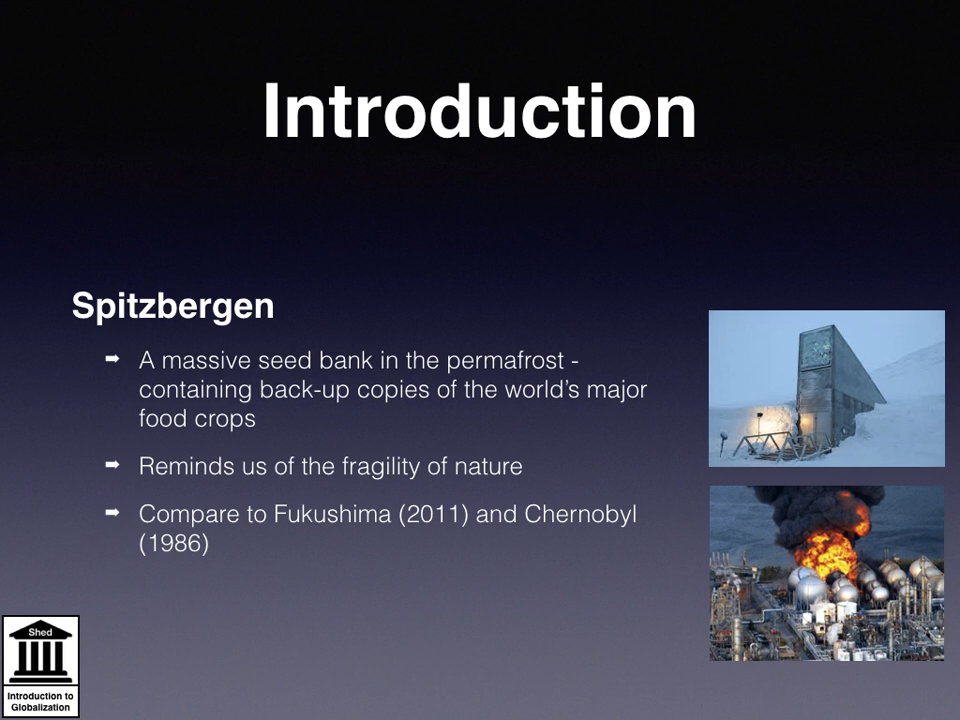 Introduction
Spitzbergen
➡ A massive seed bank in the permafrost -
containing back-up copies of the world’s major
food crops
➡ Reminds us of the fragility of nature
➡ Compare to Fukushima (2011) and Chernobyl
(1986)
Shed
Introduction to
Globalization